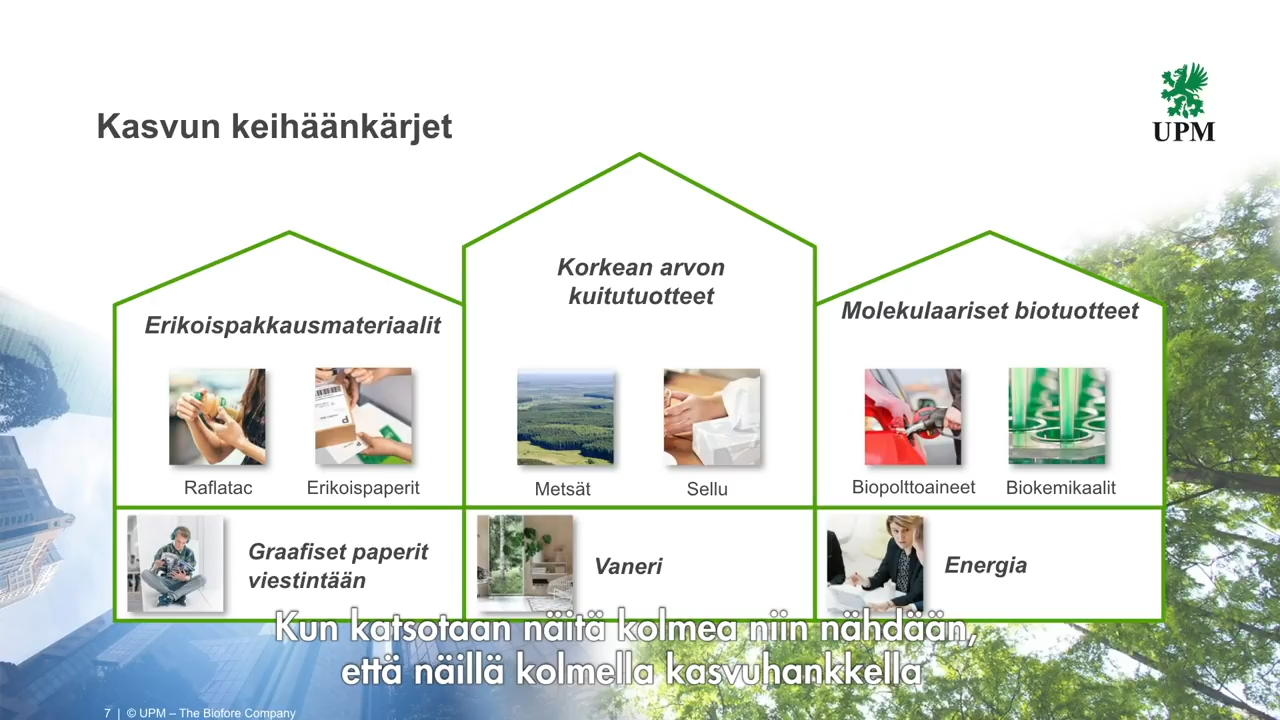 Kasvun keihäänkärjet
UPM
Korkean arvon
kuitutuotteet
Erikoispakkausmateriaalit
Molekulaariset biotuotteet
Raflatac
Erikoispaperit
Metsät
Sellu
Biopolttoaineet
Biokemikaalit
Graafiset paperit
viestintään
Vaneri
Energia
Kun katsotaan näitä kolmea niin nähdään,
että näillä kolmella kasvuhankkella
7 | © UPM – The Biofore Company